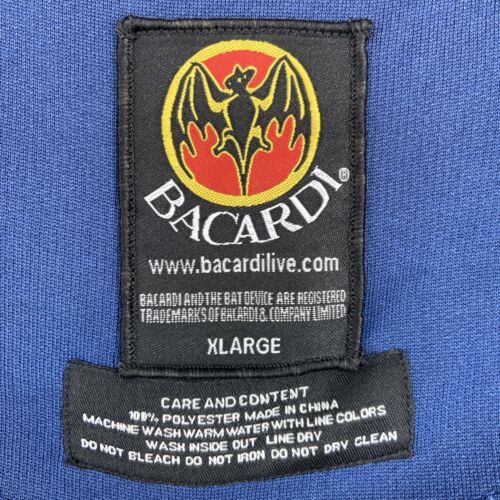 BACARDI®
www.bacardilive.com
BACARDI AND THE BAT DEVICE ARE REGISTERED
TRADEMARKS OF BACARDI & COMPANY LIMITED
XLARGE
CARE AND CONTENT
100% POLYESTER MADE IN CHINA
MACHINE WASH WARM WATER WITH LINE COLORS
WASH INSIDE OUT LINE DRY
DO NOT BLEACH DO NOT IRON DO NOT DRY CLEAN